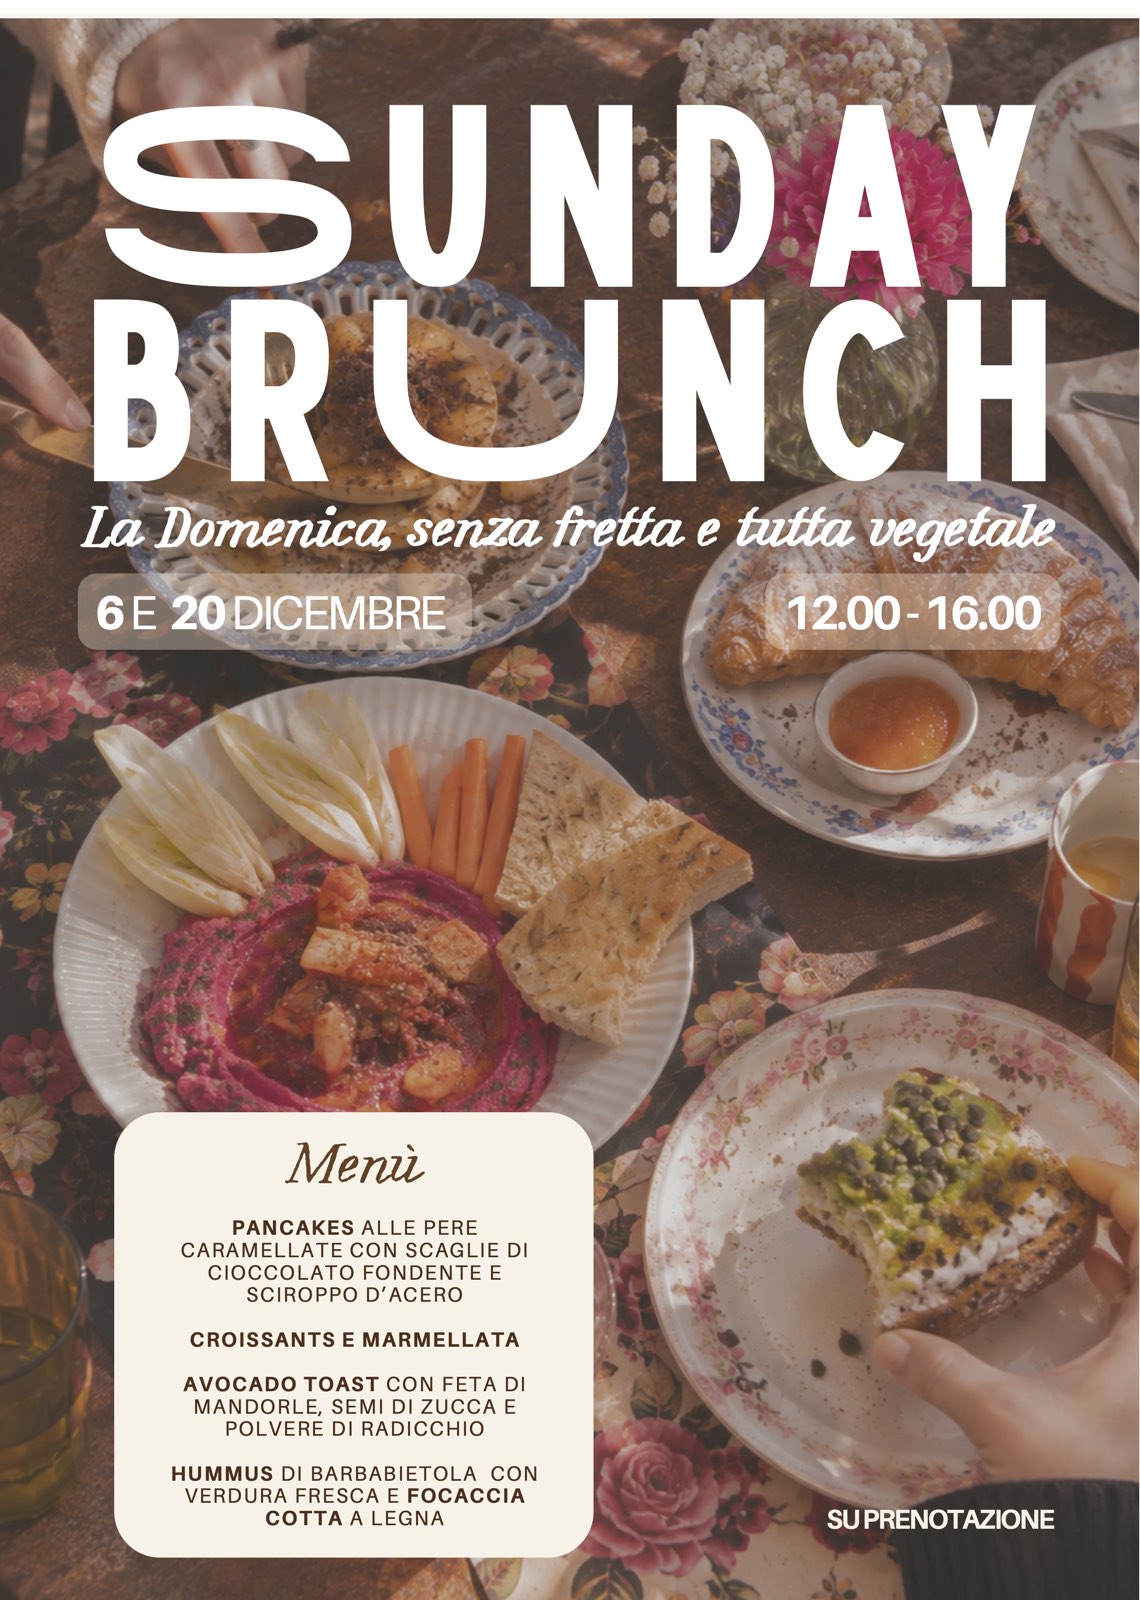 SUNDAY
BRUNCH
La Domenica, senza fretta e tutta vegetale
6 E 20 DICEMBRE
12.00 - 16.00
Menù
PANCAKES ALLE PERE
CARAMELLATE CON SCAGLIE DI
CIOCCOLATO FONDENTE E
SCIROPPO D'ACERO
CROISSANTS E MARMELLATA
AVOCADO TOAST CON FETA DI
MANDORLE, SEMI DI ZUCCA E
POLVERE DI RADICCHIO
HUMMUS DI BARBABIETOLA CON
VERDURA FRESCA E FOCACCIA
COTTA A LEGNA
SU PRENOTAZIONE